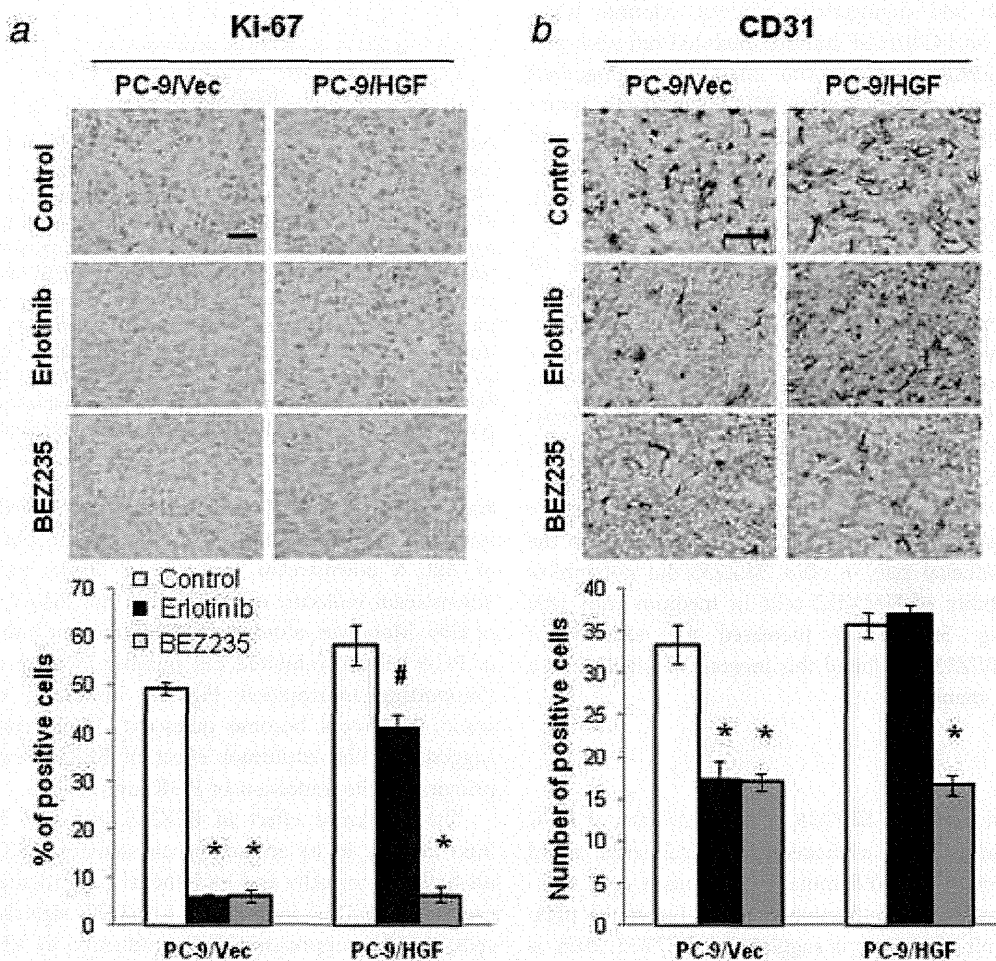 a
Ki-67
PC-9/Vec PC-9/HGF
Control
Erlotinib
BEZ235
70
60
50
40
30
20
10
0
% of positive cells
Control
Erlotinib
BEZ235
* *
#
*
PC-9/Vec PC-9/HGF
b
CD31
PC-9/Vec PC-9/HGF
Control
Erlotinib
BEZ235
40
35
30
25
20
15
10
5
0
Number of positive cells
* *
*
PC-9/Vec PC-9/HGF